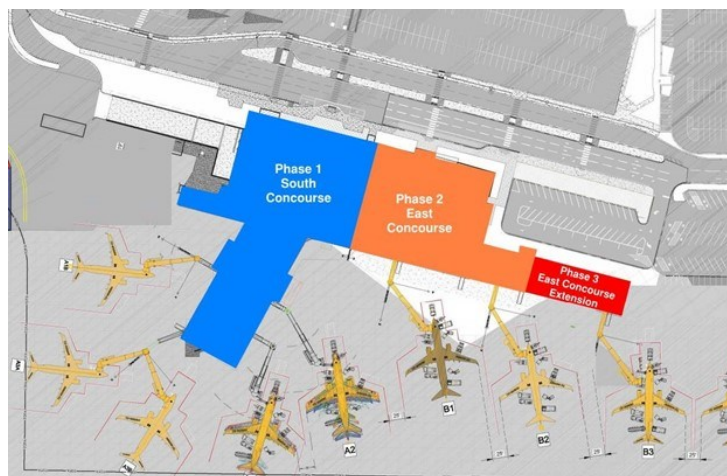 Phase 1
South
Concourse
Phase 2
East
Concourse
Phase 3
East Concourse
Extension
B1
A2
B2
B3